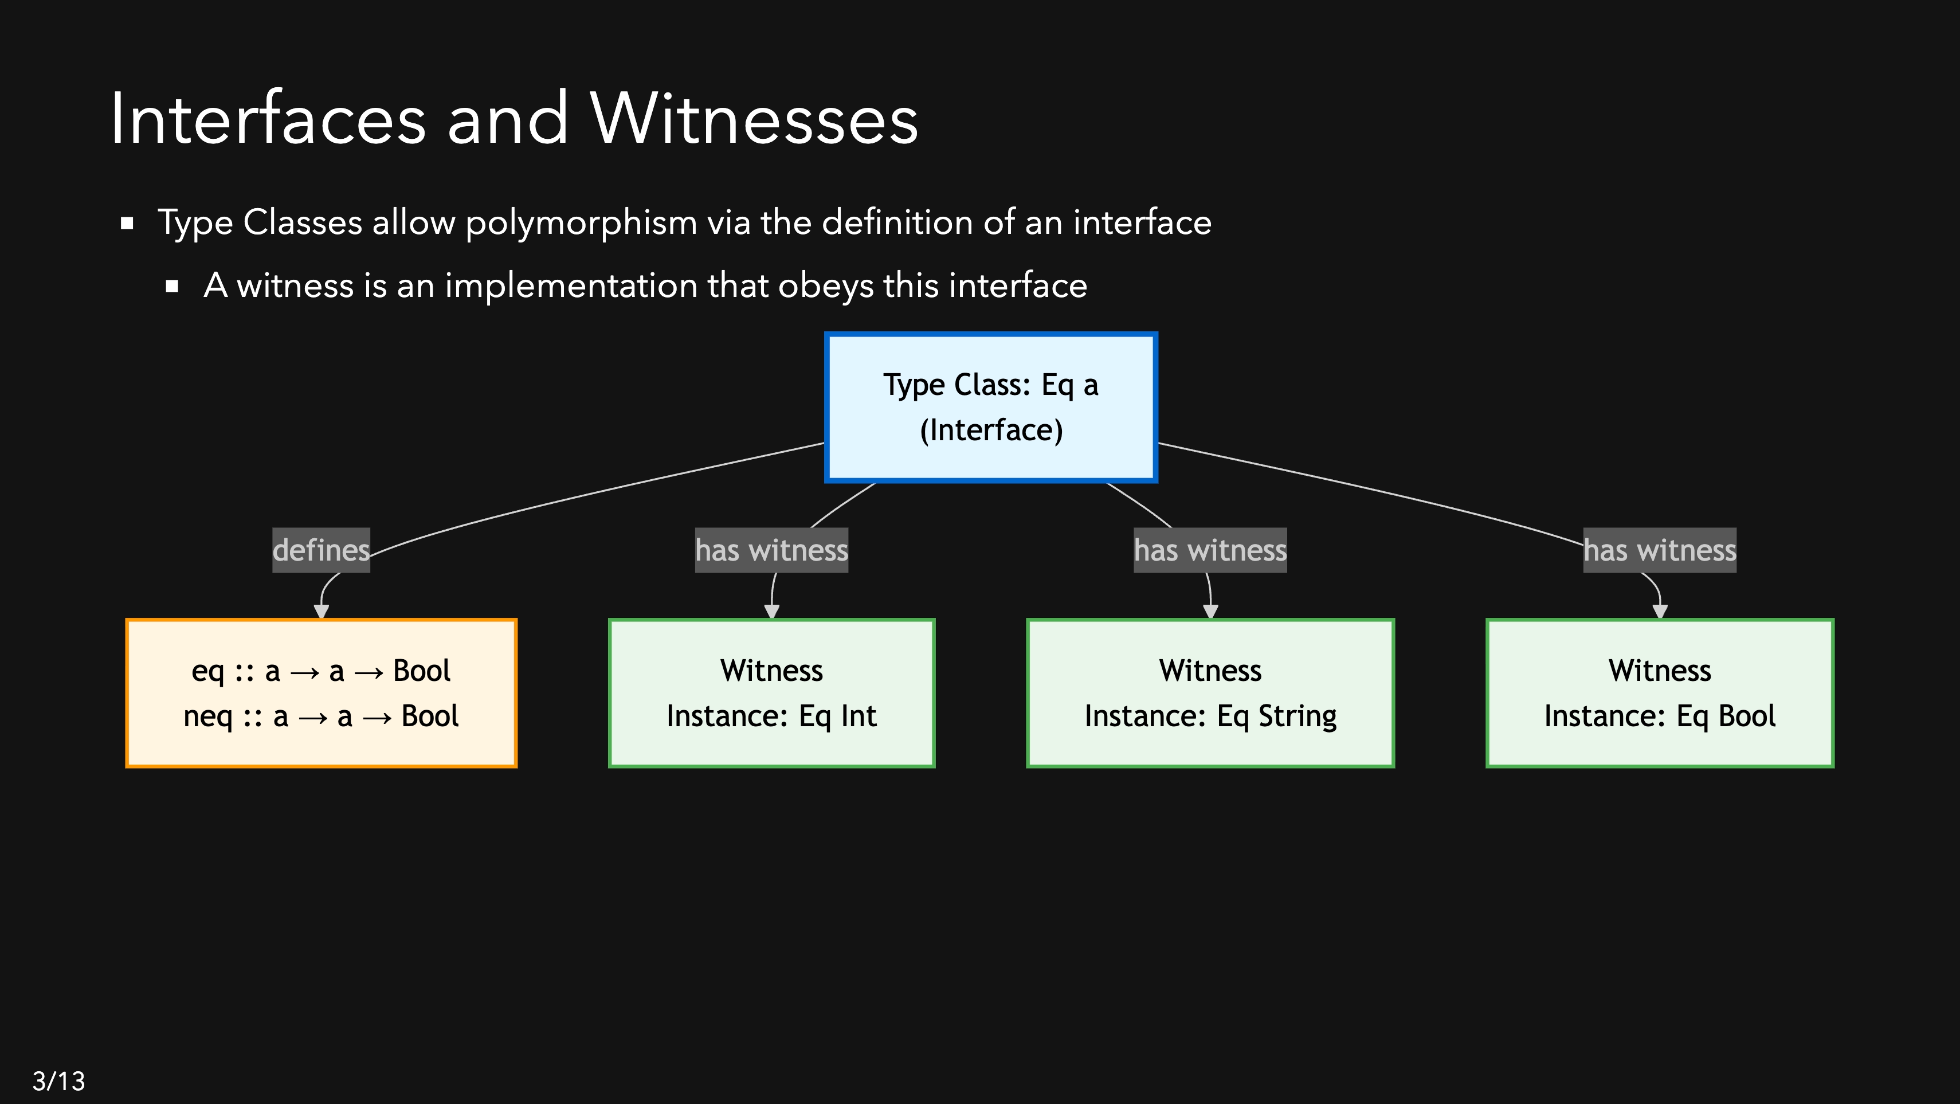 Interfaces and Witnesses
Type Classes allow polymorphism via the definition of an interface
A witness is an implementation that obeys this interface
Type Class: Eq a
(Interface)
defines
has witness
has witness
has witness
eq :: a → a → Bool
neq :: a → a → Bool
Witness
Instance: Eq Int
Witness
Instance: Eq String
Witness
Instance: Eq Bool
3/13